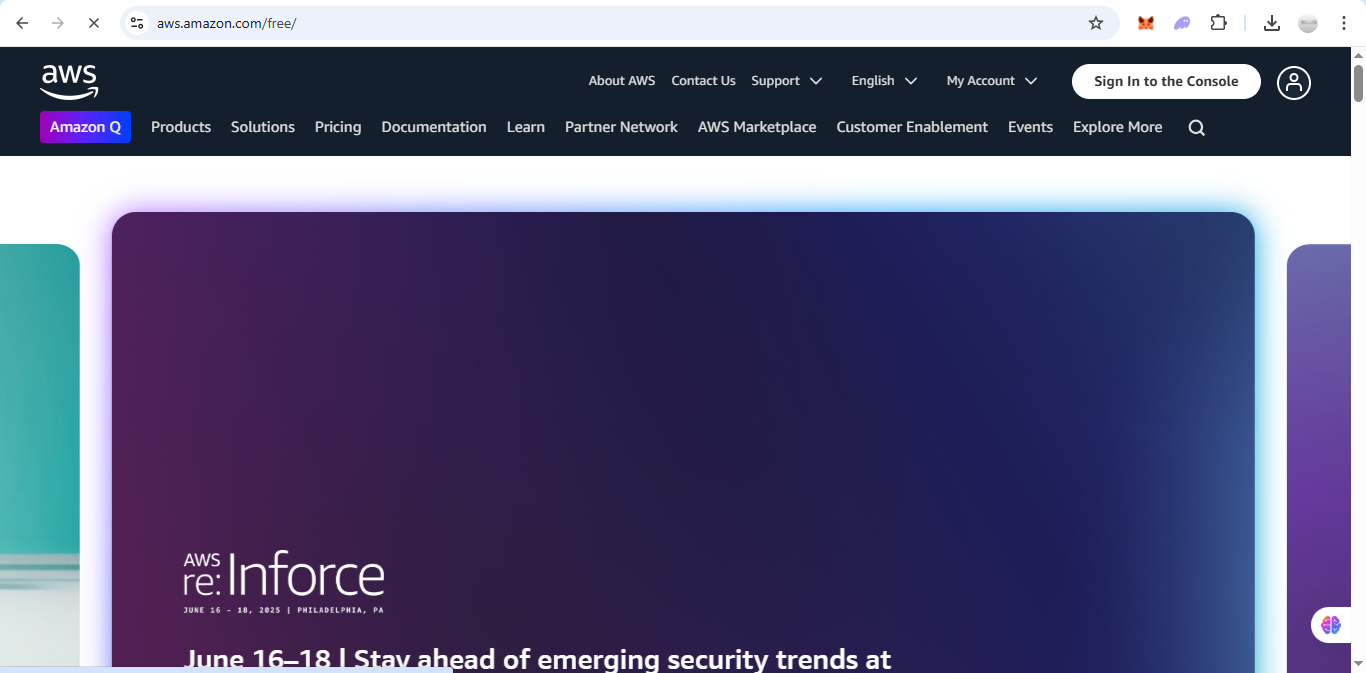 aws.amazon.com/free/
aws
About AWS Contact Us Support English My Account Sign In to the Console
Amazon Q Products Solutions Pricing Documentation Learn Partner Network AWS Marketplace Customer Enablement Events Explore More
AWS
re:Inforce
JUNE 16 - 18, 2025 | PHILADELPHIA, PA
June 16–18 | Stay ahead of emerging security trends at